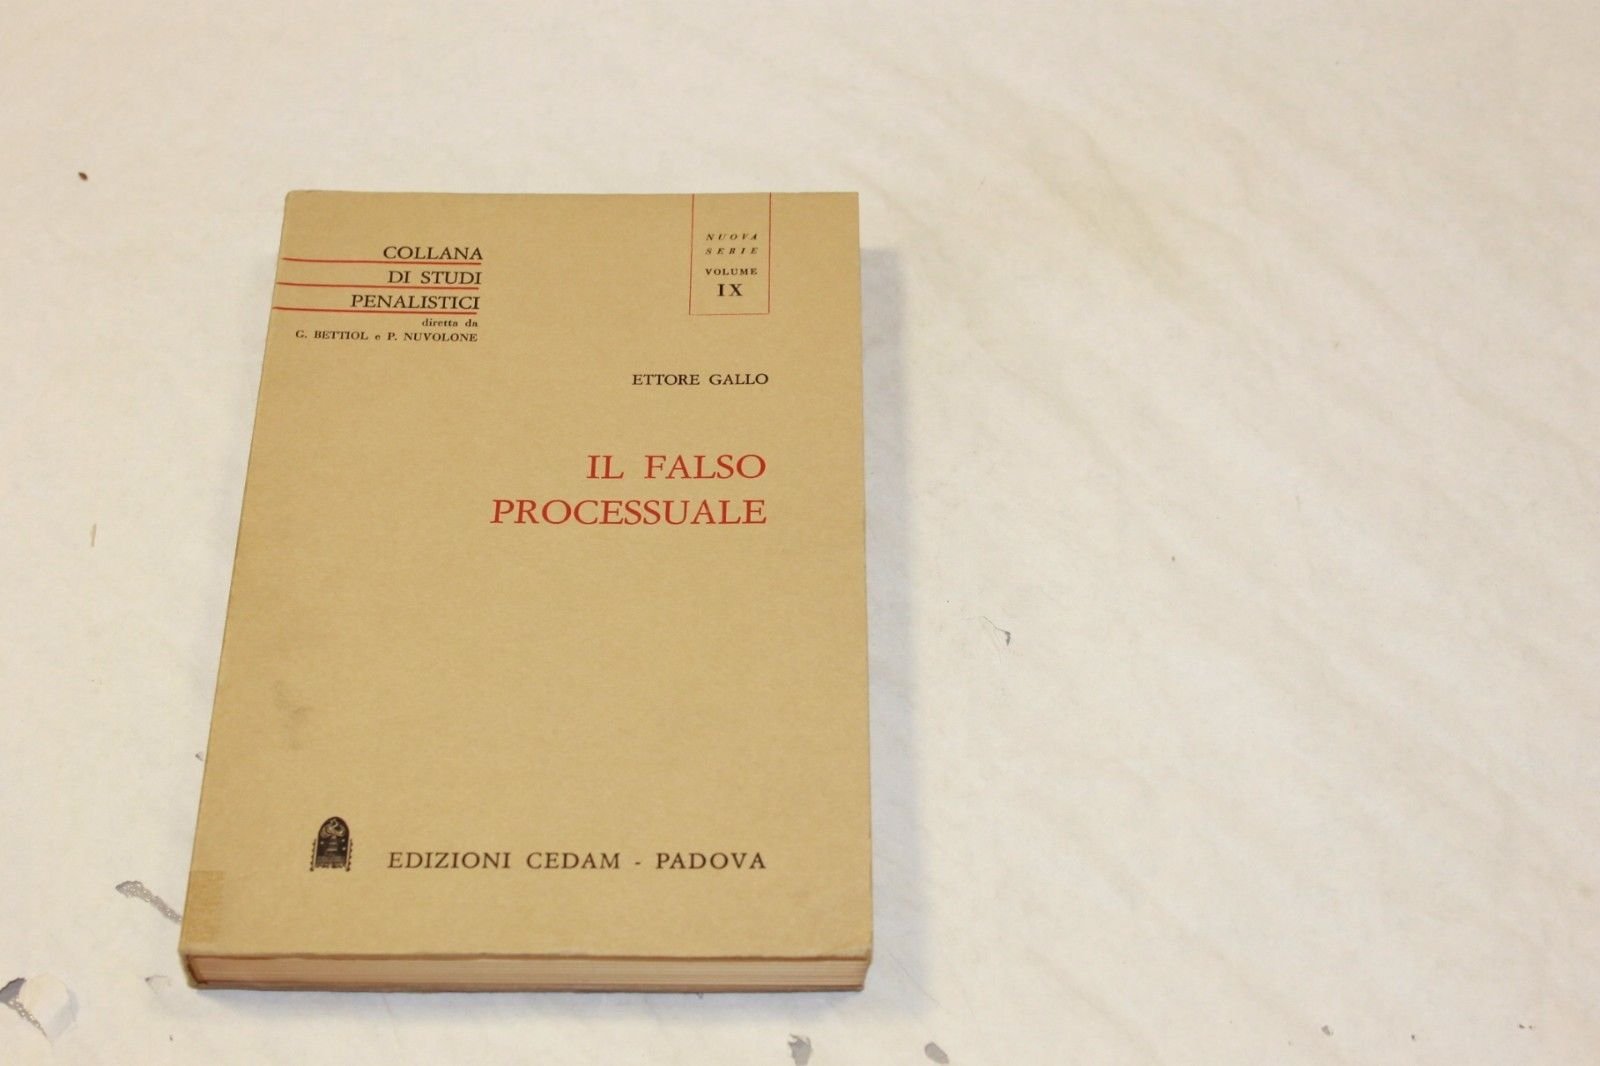 COLLANA
DI STUDI
PENALISTICI
diretta da
G. BETTIOL e P. NUVOLONE
NUOVA
SERIE
VOLUME
IX
ETTORE GALLO
IL FALSO
PROCESSUALE
EDIZIONI CEDAM - PADOVA